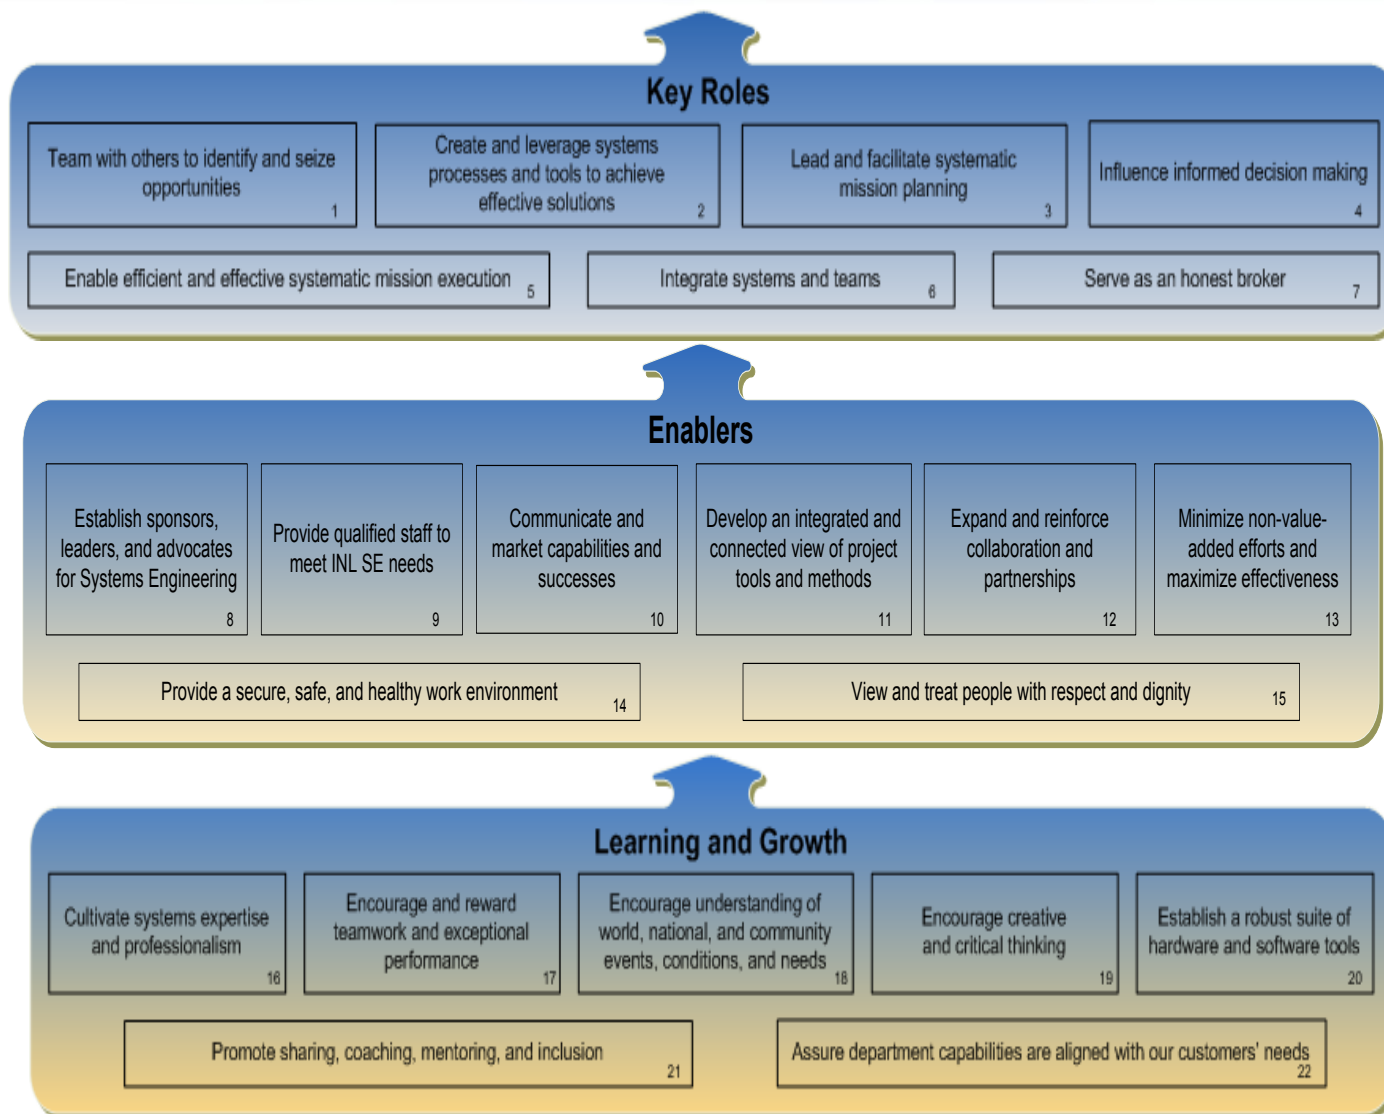 Key Roles
Team with others to identify and seize
opportunities
1
Create and leverage systems
processes and tools to achieve
effective solutions
2
Lead and facilitate systematic
mission planning
3
Influence informed decision making
4
Enable efficient and effective systematic mission execution
5
Integrate systems and teams
6
Serve as an honest broker
7
Enablers
Establish sponsors,
leaders, and advocates
for Systems Engineering
8
Provide qualified staff to
meet INL SE needs
9
Communicate and
market capabilities and
successes
10
Develop an integrated and
connected view of project
tools and methods
11
Expand and reinforce
collaboration and
partnerships
12
Minimize non-value-
added efforts and
maximize effectiveness
13
Provide a secure, safe, and healthy work environment
14
View and treat people with respect and dignity
15
Learning and Growth
Cultivate systems expertise
and professionalism
16
Encourage and reward
teamwork and exceptional
performance
17
Encourage understanding of
world, national, and community
events, conditions, and needs
18
Encourage creative
and critical thinking
19
Establish a robust suite of
hardware and software tools
20
Promote sharing, coaching, mentoring, and inclusion
21
Assure department capabilities are aligned with our customers' needs
22